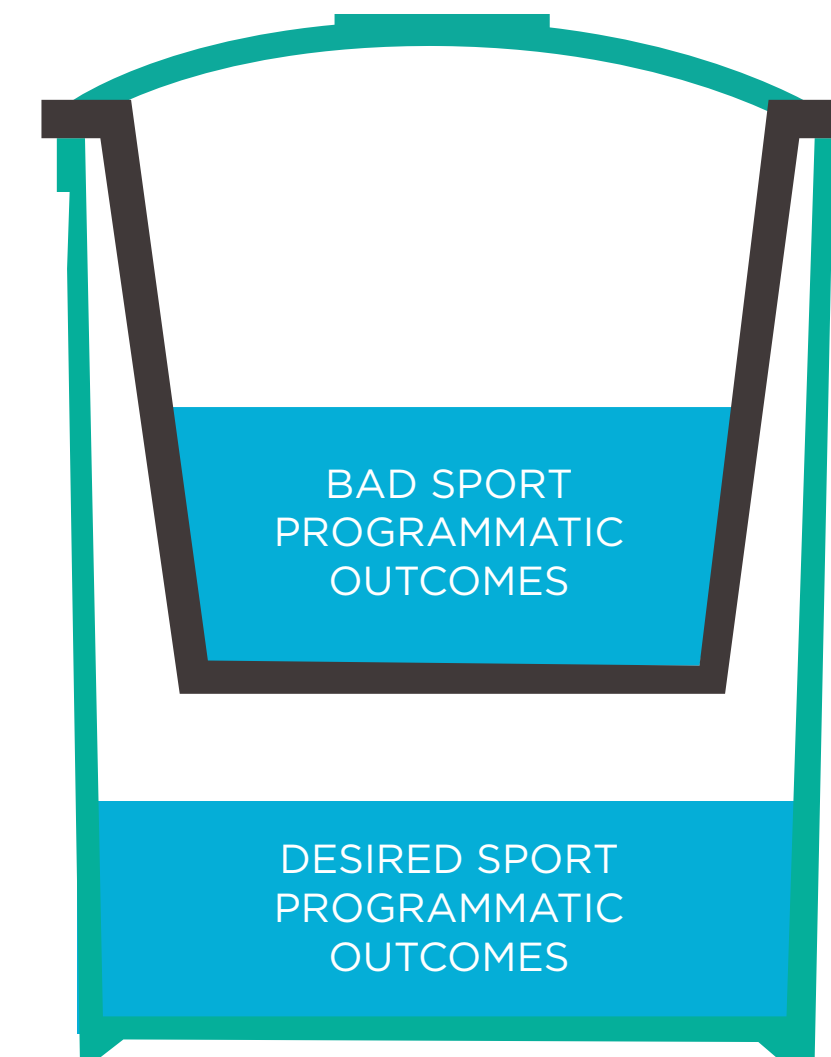 BAD SPORT
PROGRAMMATIC
OUTCOMES
DESIRED SPORT
PROGRAMMATIC
OUTCOMES